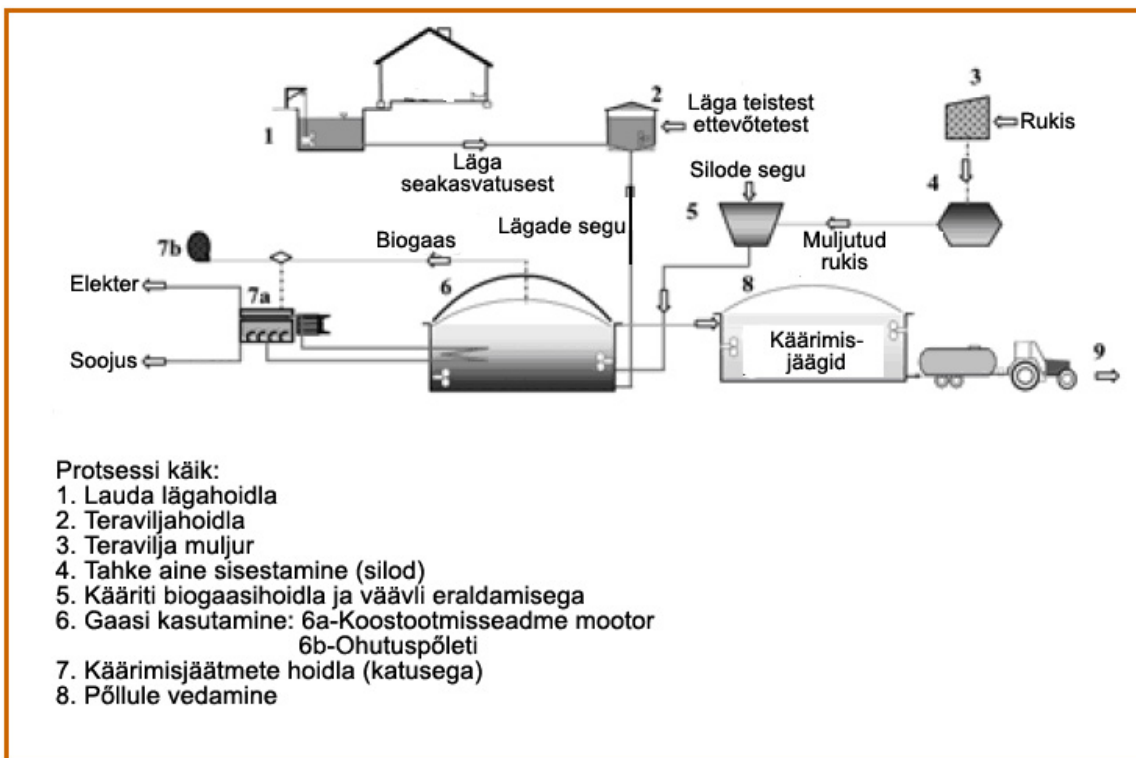 3
2
Läga teistest
ettevõtetest
Rukis
1
Läga
seakasvatusest
Silode segu
4
5
Lägade segu
Muljutud
rukis
7b
Biogaas
Elekter
7a
6
8
Käärimis-
jäägid
9
Soojus
Protsessi käik:
1. Lauda lägahoidla
2. Teraviljahoidla
3. Teravilja muljur
4. Tahke aine sisestamine (silod)
5. Kääriti biogaasihoidla ja väävli eraldamisega
6. Gaasi kasutamine: 6a-Koostootmisseadme mootor
6b-Ohutuspõleti
7. Käärimisjäätmete hoidla (katusega)
8. Põllule vedamine